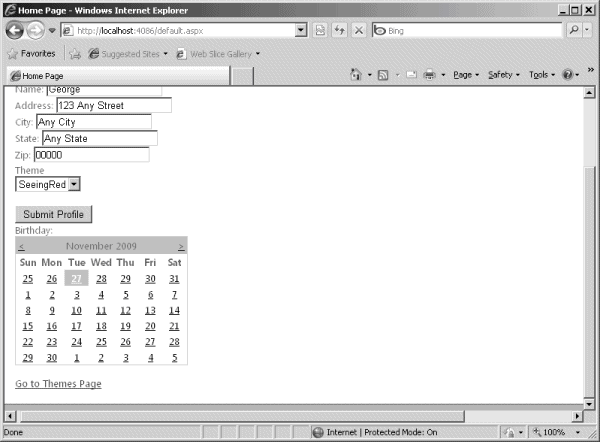 Home Page - Windows Internet Explorer
http://localhost:4086/default.aspx
Bing
Favorites Suggested Sites Web Slice Gallery
Home Page Page Safety Tools
Name: George
Address: 123 Any Street
City: Any City
State: Any State
Zip: 00000
Theme
SeeingRed
Submit Profile
Birthday:
< November 2009 >
Sun Mon Tue Wed Thu Fri Sat
25 26 27 28 29 30 31
1 2 3 4 5 6 7
8 9 10 11 12 13 14
15 16 17 18 19 20 21
22 23 24 25 26 27 28
29 30 1 2 3 4 5
Go to Themes Page
Done Internet | Protected Mode: On 100%